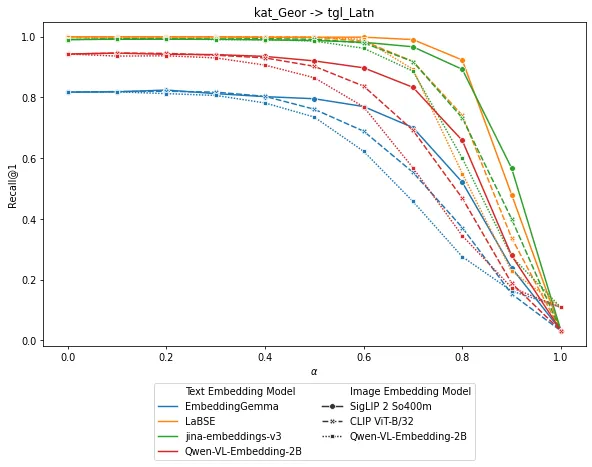 kat_Geor -> tgl_Latn
Recall@1
1.0
0.8
0.6
0.4
0.2
0.0
0.0 0.2 0.4 0.6 0.8 1.0
α
Text Embedding Model Image Embedding Model
EmbeddingGemma SigLIP 2 So400m
LaBSE CLIP ViT-B/32
jina-embeddings-v3 Qwen-VL-Embedding-2B
Qwen-VL-Embedding-2B